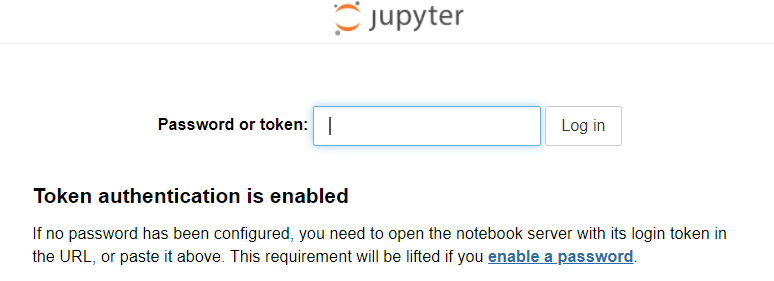 jupyter
Password or token:
Log in
Token authentication is enabled
If no password has been configured, you need to open the notebook server with its login token in
the URL, or paste it above. This requirement will be lifted if you enable a password.